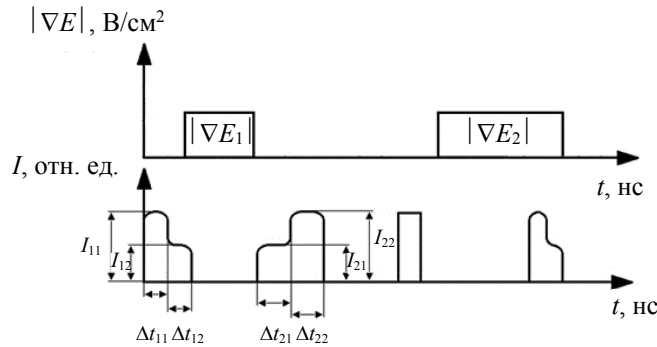 |∇E|, В/см²
|∇E₁|
|∇E₂|
t, нс
I, отн. ед.
I₁₁
I₁₂
I₂₁
I₂₂
t, нс
Δt₁₁ Δt₁₂
Δt₂₁ Δt₂₂